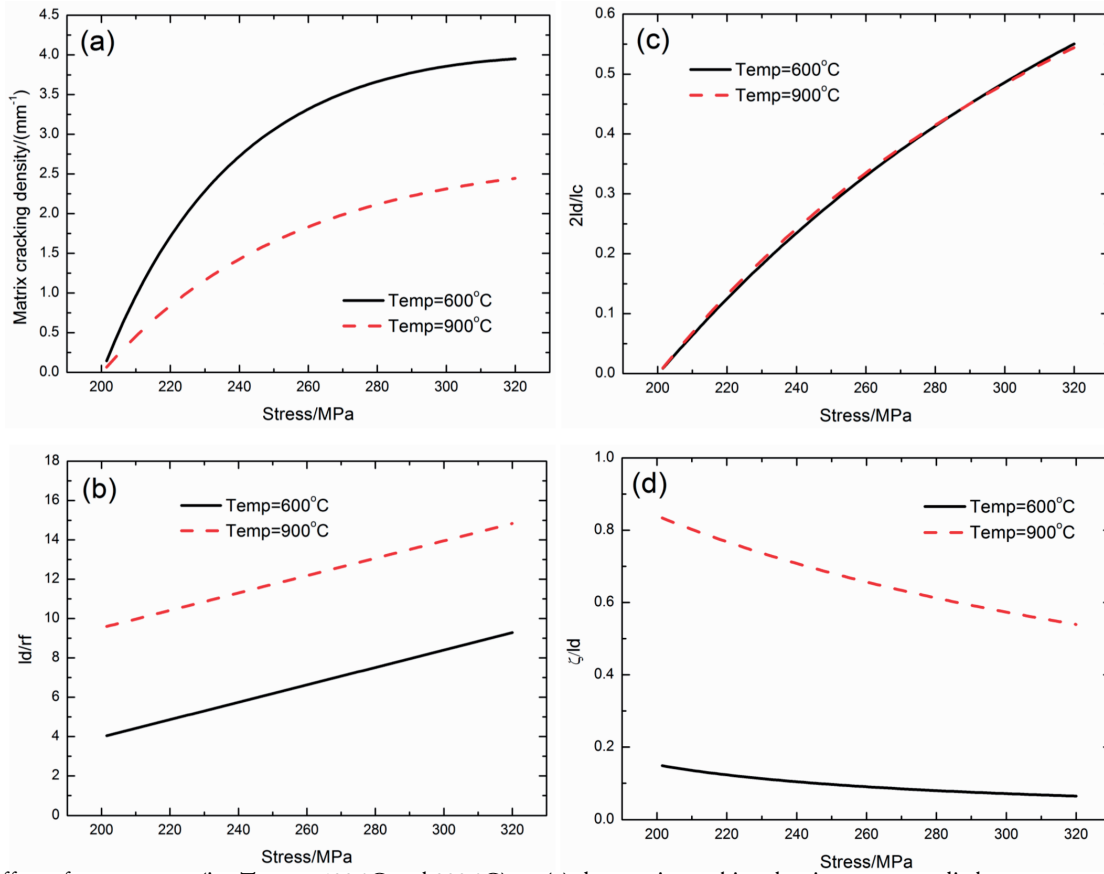 (a)
4.5
4.0
3.5
3.0
2.5
2.0
1.5
1.0
0.5
0.0
Matrix cracking density/(mm⁻¹)
Temp=600°C
Temp=900°C
200 220 240 260 280 300 320
Stress/MPa
(c)
0.6
0.5
0.4
0.3
0.2
0.1
0.0
2ld/lc
Temp=600°C
Temp=900°C
200 220 240 260 280 300 320
Stress/MPa
(b)
18
16
14
12
10
8
6
4
2
0
ld/rf
Temp=600°C
Temp=900°C
200 220 240 260 280 300 320
Stress/MPa
(d)
1.0
0.8
0.6
0.4
0.2
0.0
ζ/ld
Temp=600°C
Temp=900°C
200 220 240 260 280 300 320
Stress/MPa